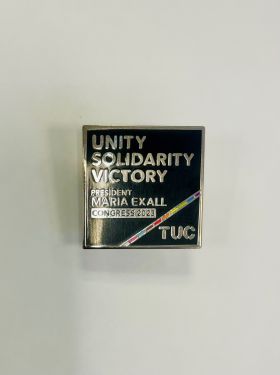 UNITY
SOLIDARITY
VICTORY
PRESIDENT
MARIA EXALL
CONGRESS 2023
TUC